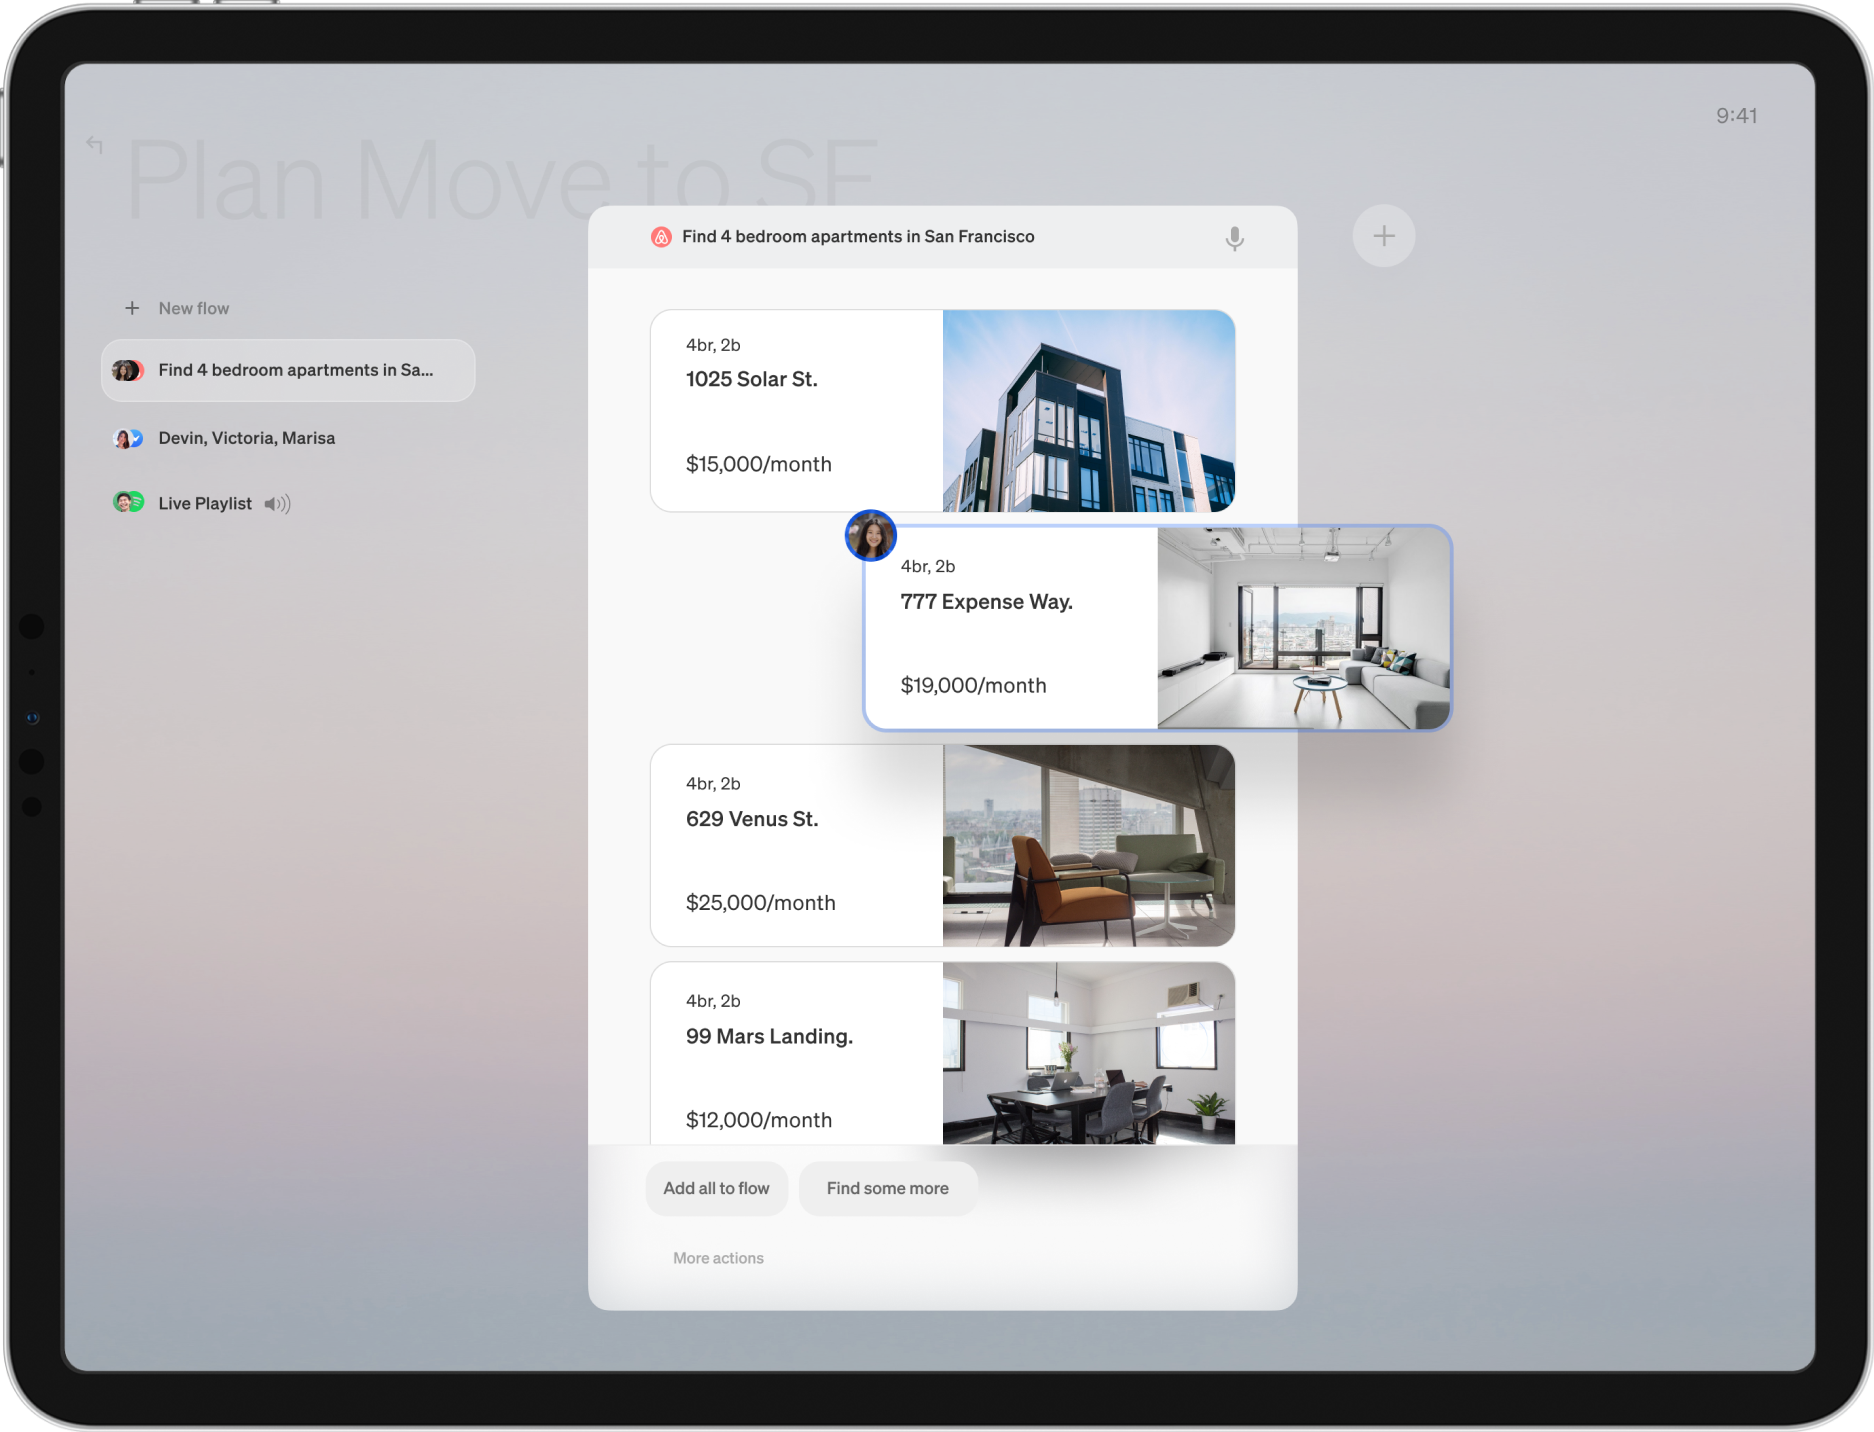 9:41
Plan Move to SF
Find 4 bedroom apartments in San Francisco
New flow
Find 4 bedroom apartments in Sa...
Devin, Victoria, Marisa
Live Playlist
4br, 2b
1025 Solar St.
$15,000/month
4br, 2b
777 Expense Way.
$19,000/month
4br, 2b
629 Venus St.
$25,000/month
4br, 2b
99 Mars Landing.
$12,000/month
Add all to flow
Find some more
More actions